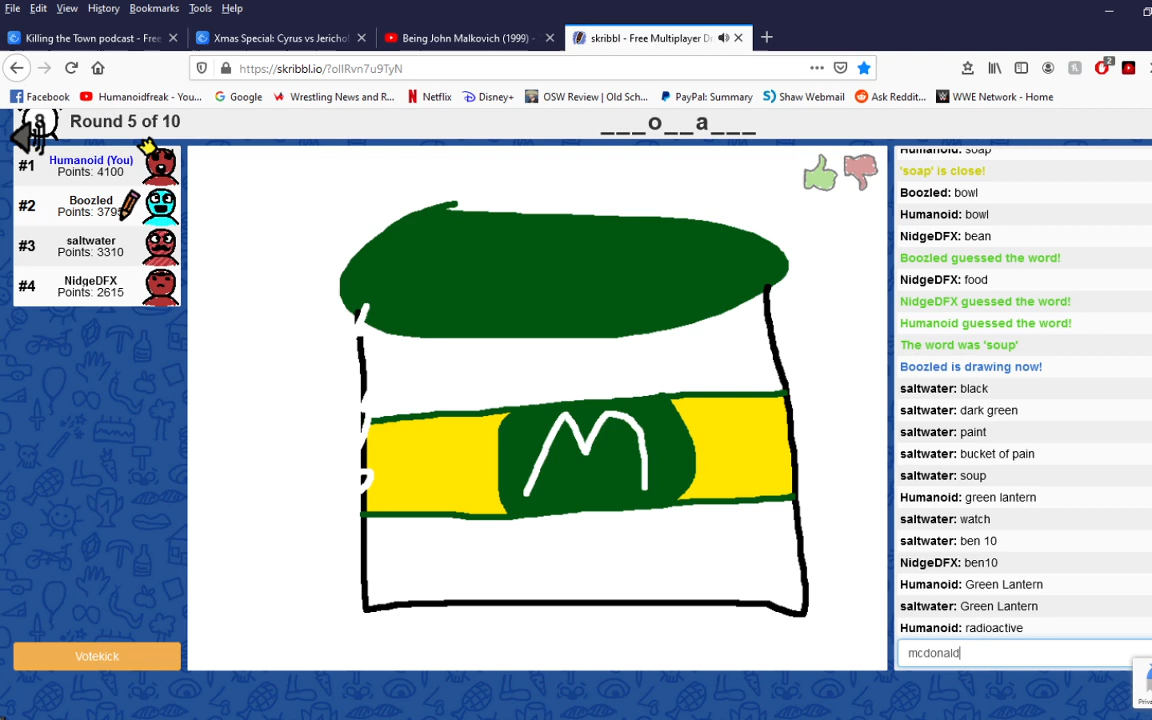 File Edit View History Bookmarks Tools Help
Killing the Town podcast - Free
Xmas Special: Cyrus vs Jericho!
Being John Malkovich (1999) -
skribbl - Free Multiplayer Dr
https://skribbl.io/?olIRvn7u9TyN
2
Facebook Humanoidfreak - You... Google Wrestling News and R... Netflix Disney+ OSW Review | Old Sch... PayPal: Summary Shaw Webmail Ask Reddit... WWE Network - Home
8 Round 5 of 10
___o__a___
#1 Humanoid (You)
Points: 4100
#2 Boozled
Points: 379
#3 saltwater
Points: 3310
#4 NidgeDFX
Points: 2615
Votekick
M
Humanoid: soap
'soap' is close!
Boozled: bowl
Humanoid: bowl
NidgeDFX: bean
Boozled guessed the word!
NidgeDFX: food
NidgeDFX guessed the word!
Humanoid guessed the word!
The word was 'soup'
Boozled is drawing now!
saltwater: black
saltwater: dark green
saltwater: paint
saltwater: bucket of pain
saltwater: soup
Humanoid: green lantern
saltwater: watch
saltwater: ben 10
NidgeDFX: ben10
Humanoid: Green Lantern
saltwater: Green Lantern
Humanoid: radioactive
mcdonald